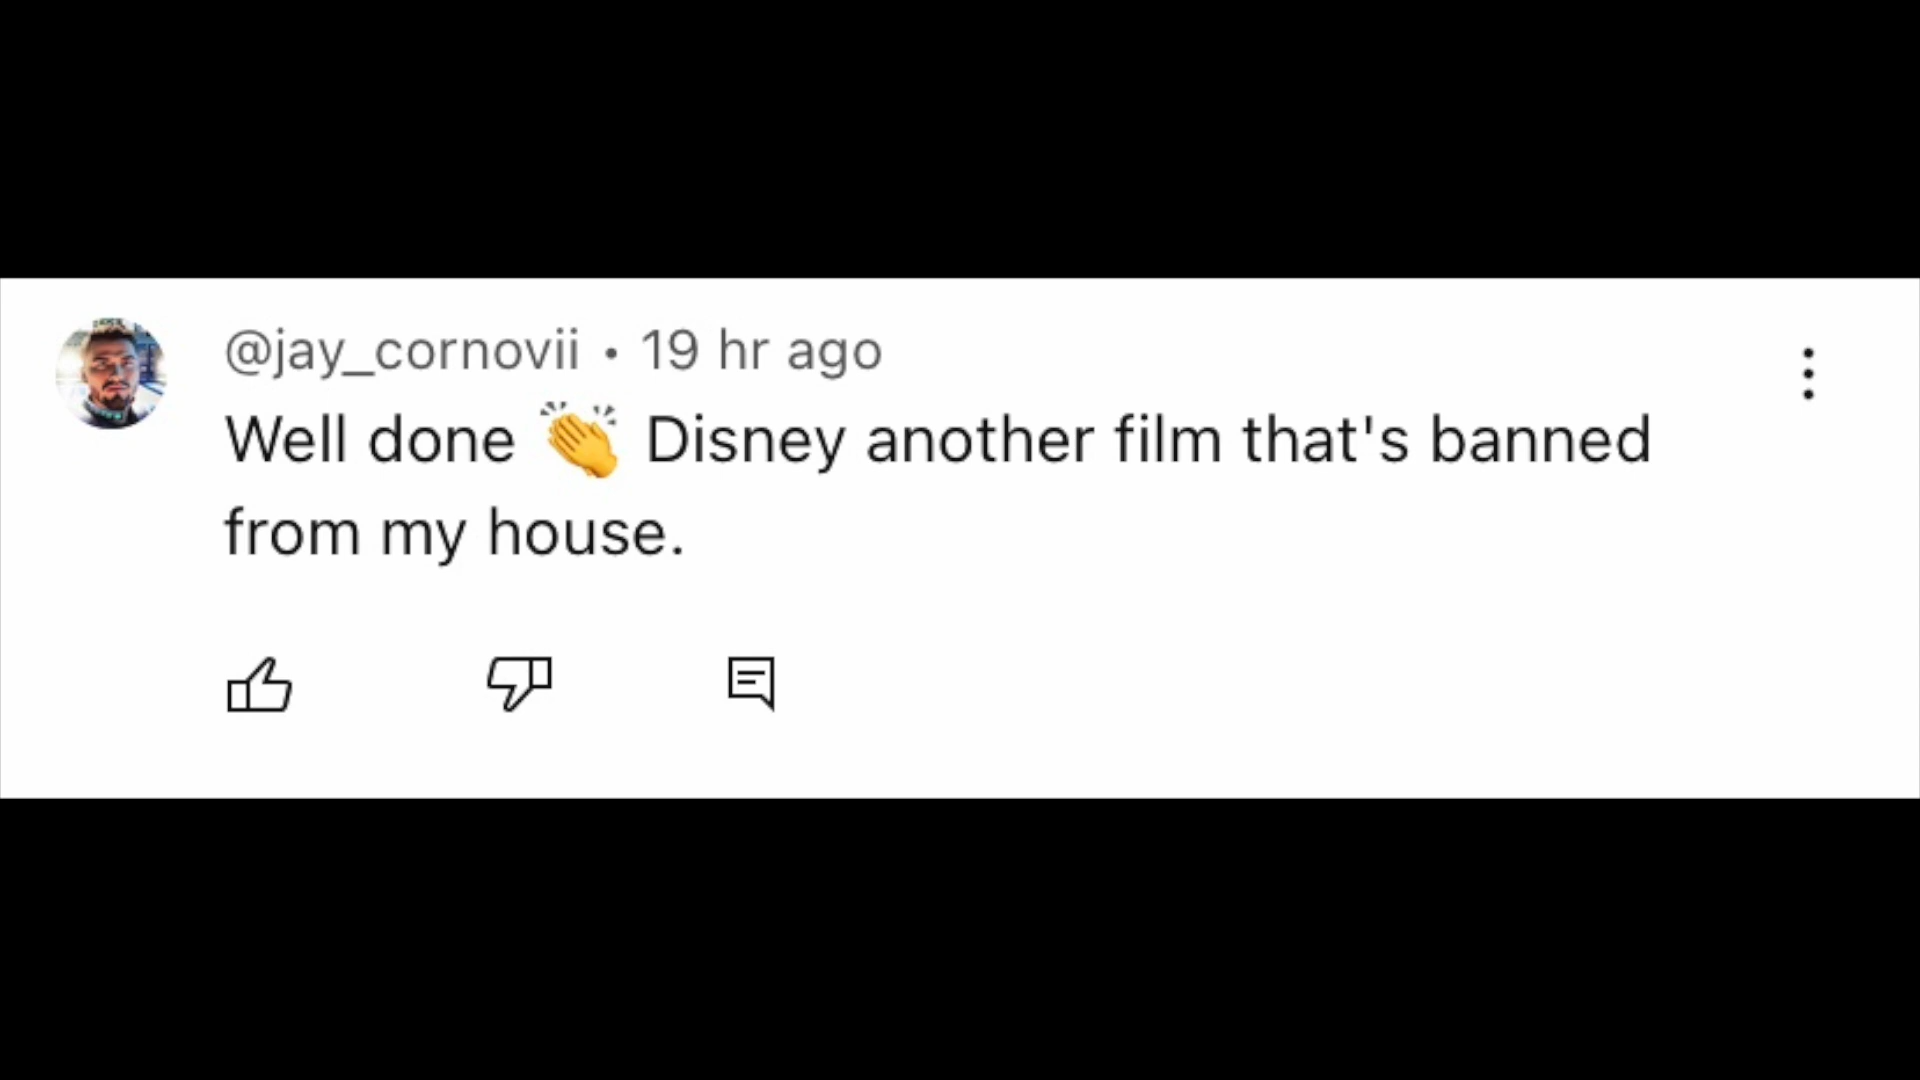 @jay_cornovii • 19 hr ago
Well done 👏 Disney another film that's banned
from my house.